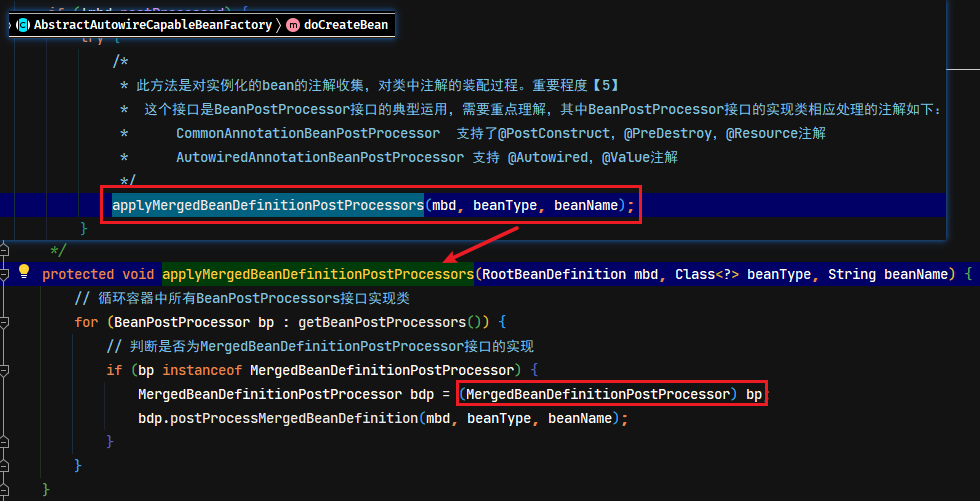 if (!mbd.postProcessed) {
AbstractAutowireCapableBeanFactory 〉 m doCreateBean
try {
/*
* 此方法是对实例化的bean的注解收集，对类中注解的装配过程。重要程度【5】
* 这个接口是BeanPostProcessor接口的典型运用，需要重点理解，其中BeanPostProcessor接口的实现类相应处理的注解如下：
* CommonAnnotationBeanPostProcessor 支持了@PostConstruct，@PreDestroy，@Resource注解
* AutowiredAnnotationBeanPostProcessor 支持 @Autowired，@Value注解
*/
applyMergedBeanDefinitionPostProcessors(mbd, beanType, beanName);
}
*/
protected void applyMergedBeanDefinitionPostProcessors(RootBeanDefinition mbd, Class<?> beanType, String beanName) {
// 循环容器中所有BeanPostProcessors接口实现类
for (BeanPostProcessor bp : getBeanPostProcessors()) {
// 判断是否为MergedBeanDefinitionPostProcessor接口的实现
if (bp instanceof MergedBeanDefinitionPostProcessor) {
MergedBeanDefinitionPostProcessor bdp = (MergedBeanDefinitionPostProcessor) bp
bdp.postProcessMergedBeanDefinition(mbd, beanType, beanName);
}
}
}